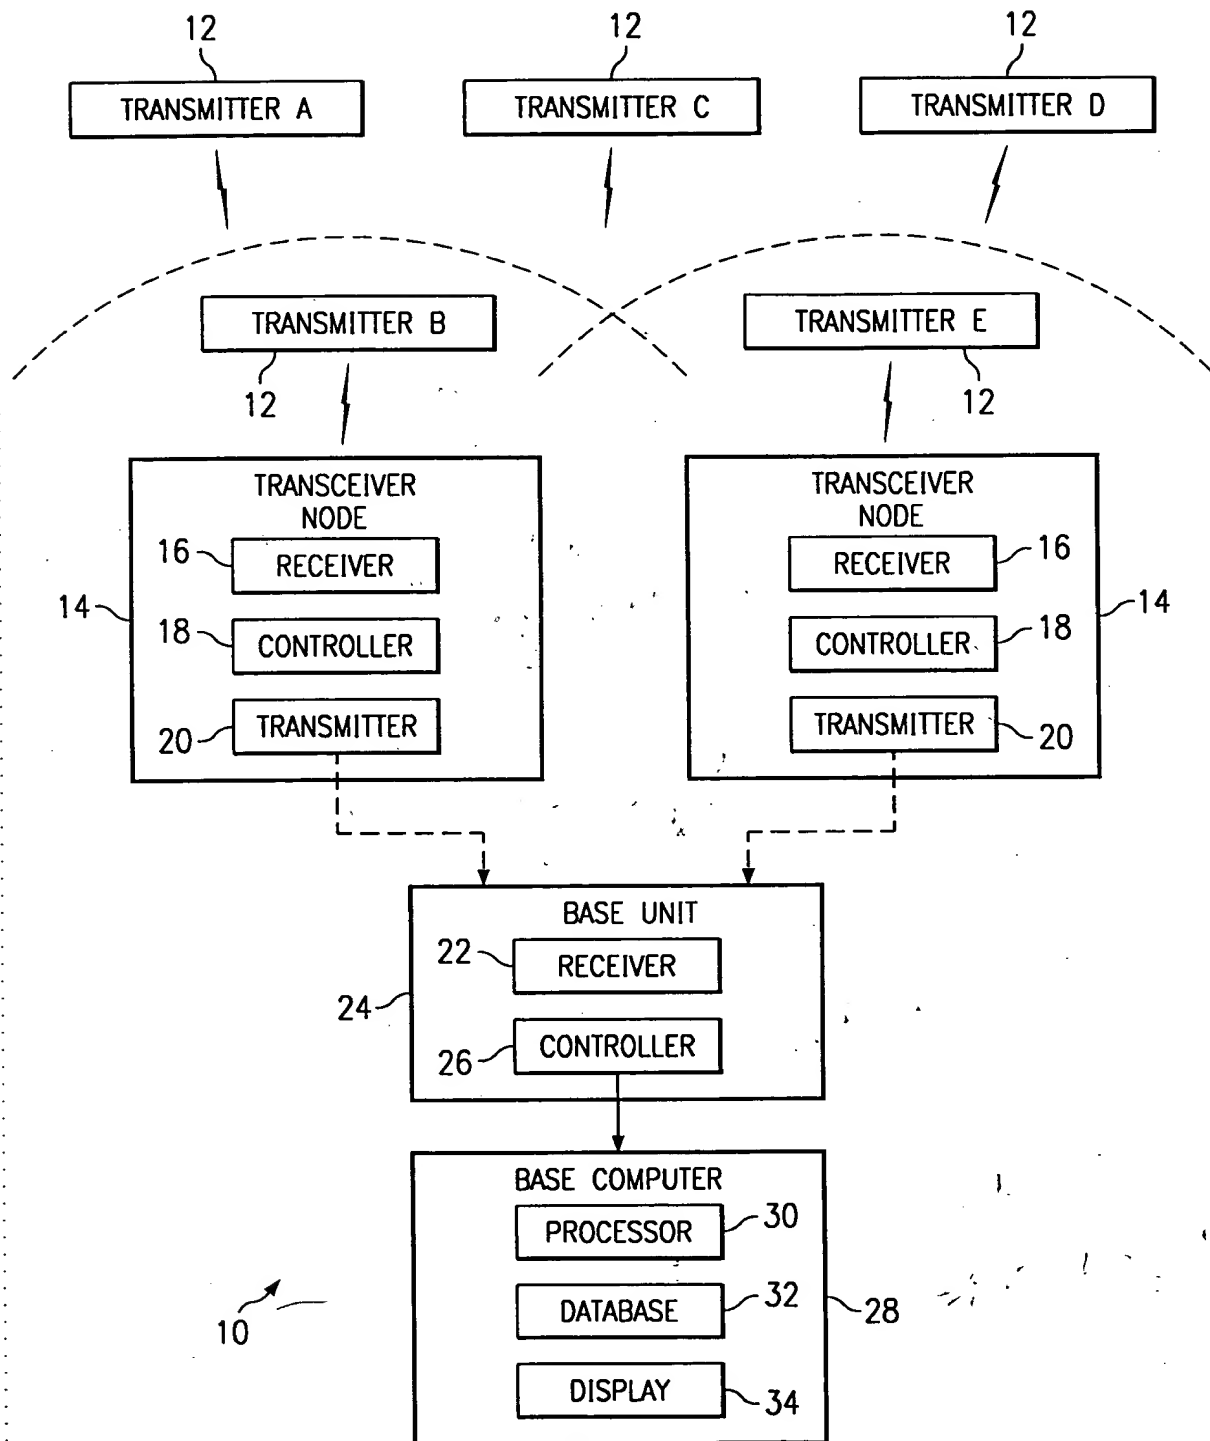 12
12
12
TRANSMITTER A
TRANSMITTER C
TRANSMITTER D
TRANSMITTER B
TRANSMITTER E
12
12
TRANSCEIVER
NODE
TRANSCEIVER
NODE
16
RECEIVER
RECEIVER
16
14
14
18
CONTROLLER
CONTROLLER
18
20
TRANSMITTER
TRANSMITTER
20
BASE UNIT
22
RECEIVER
24
26
CONTROLLER
BASE COMPUTER
PROCESSOR
30
DATABASE
32
28
10
DISPLAY
34